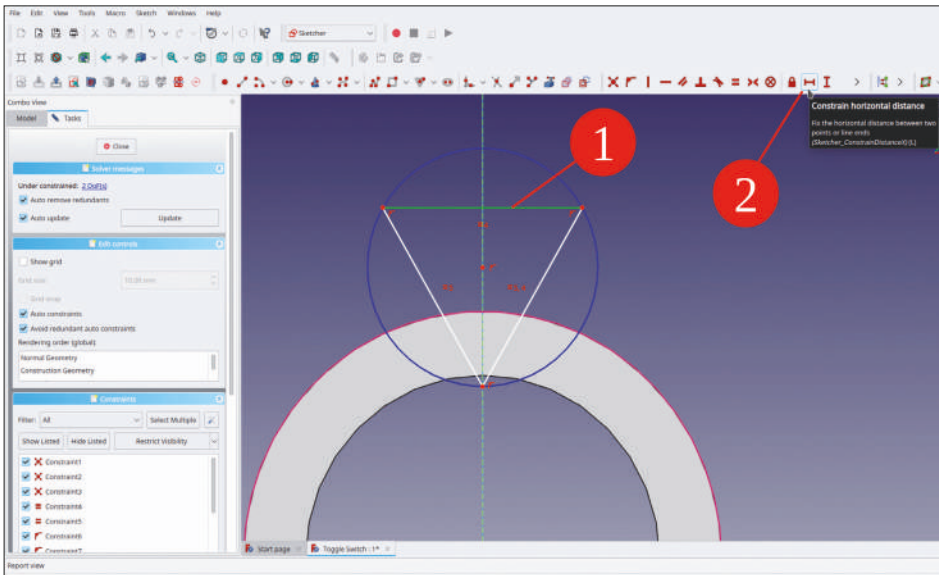 File Edit View Tools Macro Sketch Windows Help
Sketcher
Combo View
Model Tasks
Close
Solver messages
Under constrained: 2 DoF(s)
Auto remove redundants
Auto update Update
Edit controls
Show grid
Grid size: 10.00 mm
Grid snap
Auto constraints
Avoid redundant auto constraints
Rendering order (global):
Normal Geometry
Construction Geometry
Constraints
Filter: All Select Multiple
Show Listed Hide Listed Restrict Visibility
Constraint1
Constraint2
Constraint3
Constraint4
Constraint5
Constraint6
Constraint7
Constrain horizontal distance
Fix the horizontal distance between two
points or line ends
(Sketcher_ConstrainDistanceX) (L)
1
2
Start page Toggle Switch : 1*
Report view